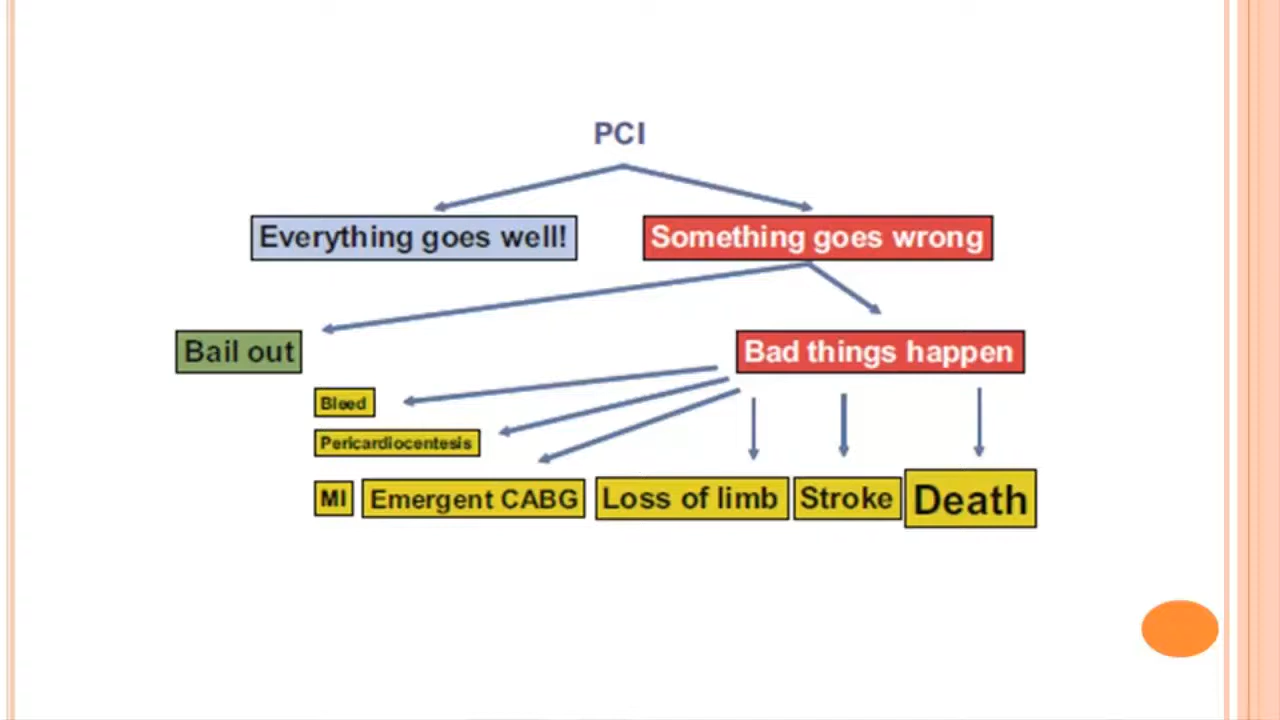 PCI
Everything goes well! Something goes wrong
Bail out Bad things happen
Bleed
Pericardiocentesis
MI Emergent CABG Loss of limb Stroke Death